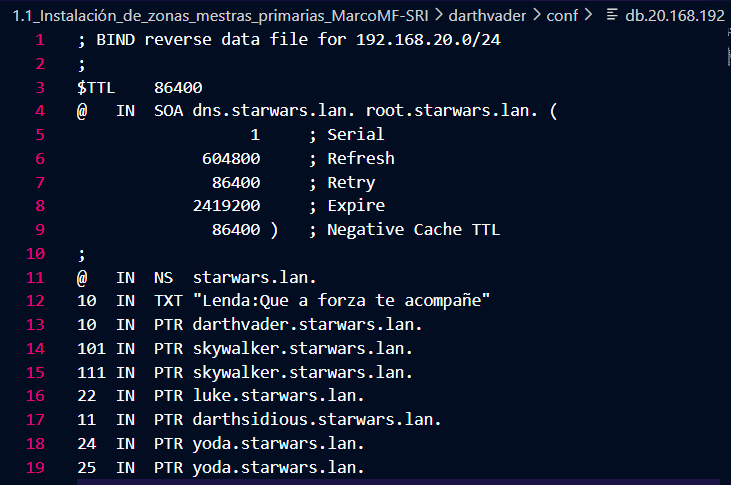 1.1_Instalación_de_zonas_mestras_primarias_MarcoMF-SRI > darthvader > conf > db.20.168.192
1 ; BIND reverse data file for 192.168.20.0/24
2 ;
3 $TTL 86400
4 @ IN SOA dns.starwars.lan. root.starwars.lan. (
5 1 ; Serial
6 604800 ; Refresh
7 86400 ; Retry
8 2419200 ; Expire
9 86400 ) ; Negative Cache TTL
10 ;
11 @ IN NS starwars.lan.
12 10 IN TXT "Lenda:Que a forza te acompañe"
13 10 IN PTR darthvader.starwars.lan.
14 101 IN PTR skywalker.starwars.lan.
15 111 IN PTR skywalker.starwars.lan.
16 22 IN PTR luke.starwars.lan.
17 11 IN PTR darthsidious.starwars.lan.
18 24 IN PTR yoda.starwars.lan.
19 25 IN PTR yoda.starwars.lan.